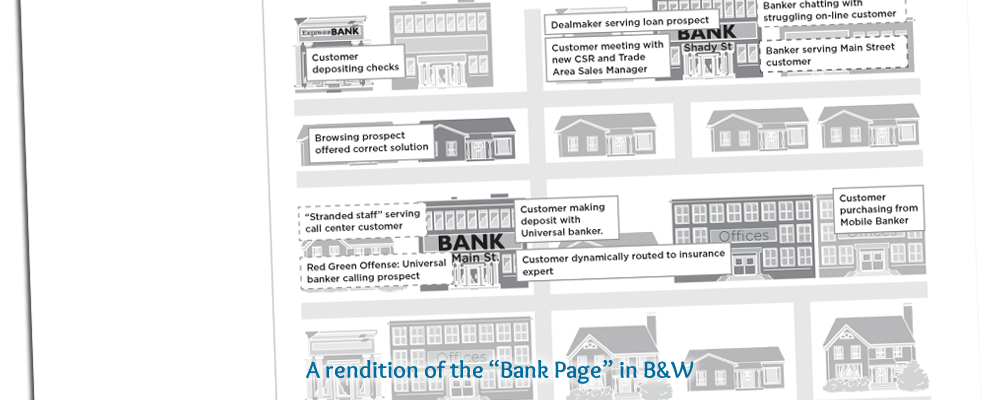 ExpressBANK
Customer
depositing checks
Dealmaker serving loan prospect
Customer meeting with
new CSR and Trade
Area Sales Manager
BANK
Shady St
Banker chatting with
struggling on-line customer
Banker serving Main Street
customer
Browsing prospect
offered correct solution
“Stranded staff” serving
call center customer
Red Green Offense: Universal
banker calling prospect
BANK
Main St.
Customer making
deposit with
Universal banker.
Customer dynamically routed to insurance
expert
Offices
Customer
purchasing from
Mobile Banker
Offices
Offices
A rendition of the “Bank Page” in B&W